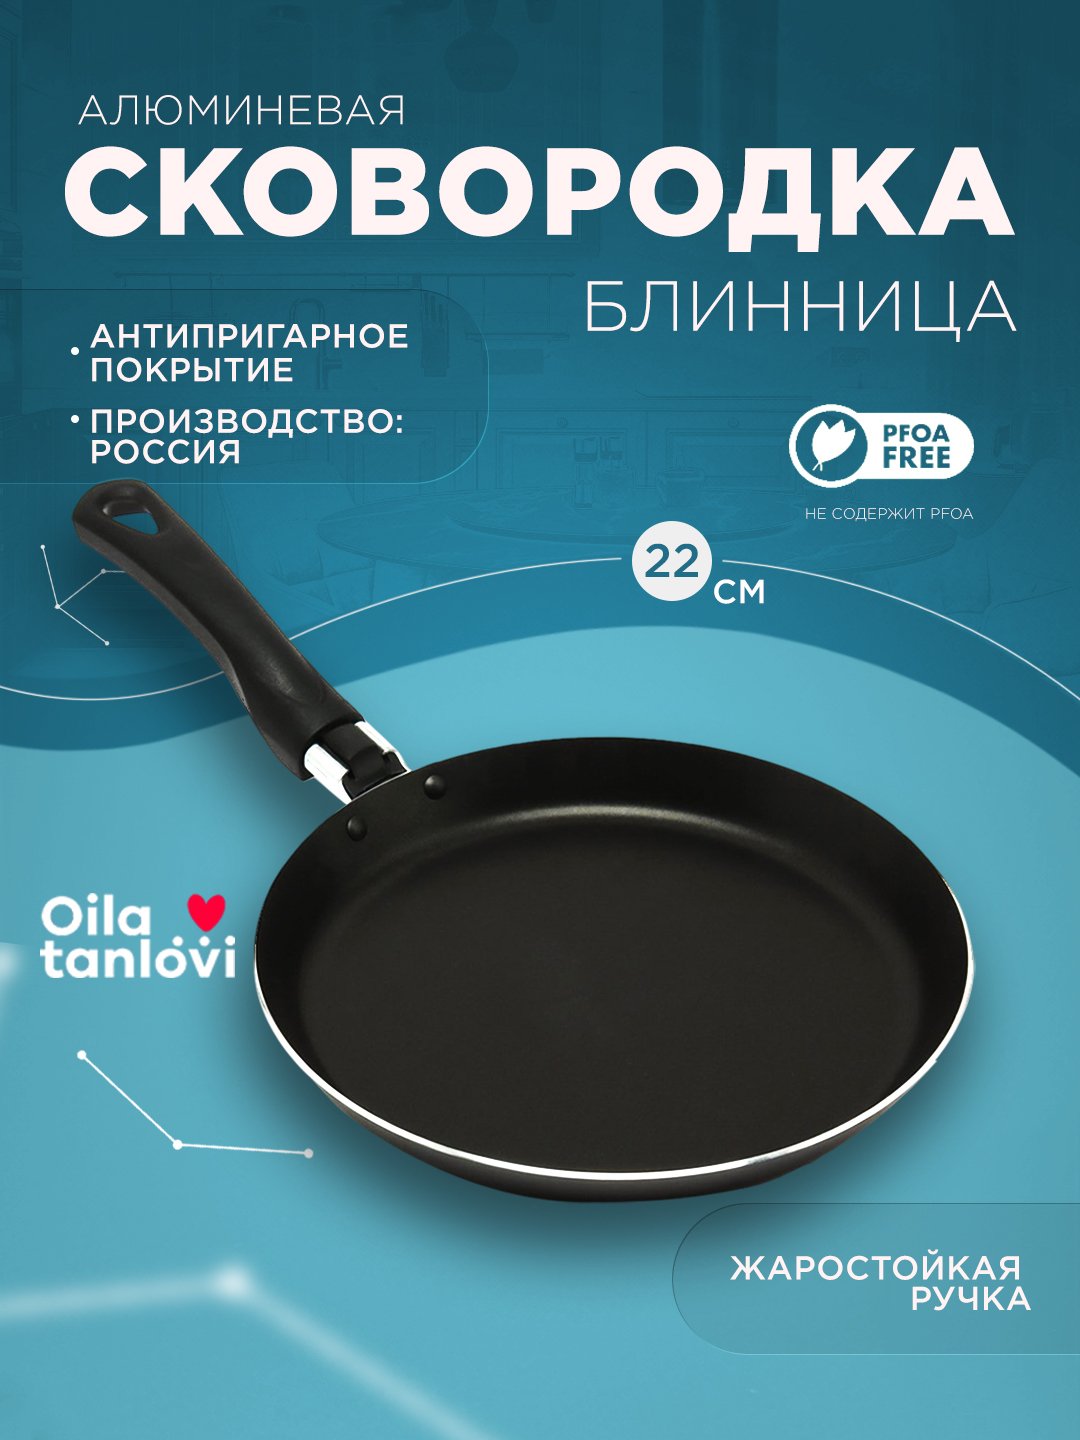 АЛЮМИНЕВАЯ
СКОВОРОДКА
БЛИННИЦА
• АНТИПРИГАРНОЕ
ПОКРЫТИЕ
• ПРОИЗВОДСТВО:
РОССИЯ
PFOA
FREE
НЕ СОДЕРЖИТ PFOA
22
СМ
Oila
tanlovi
ЖАРОСТОЙКАЯ
РУЧКА